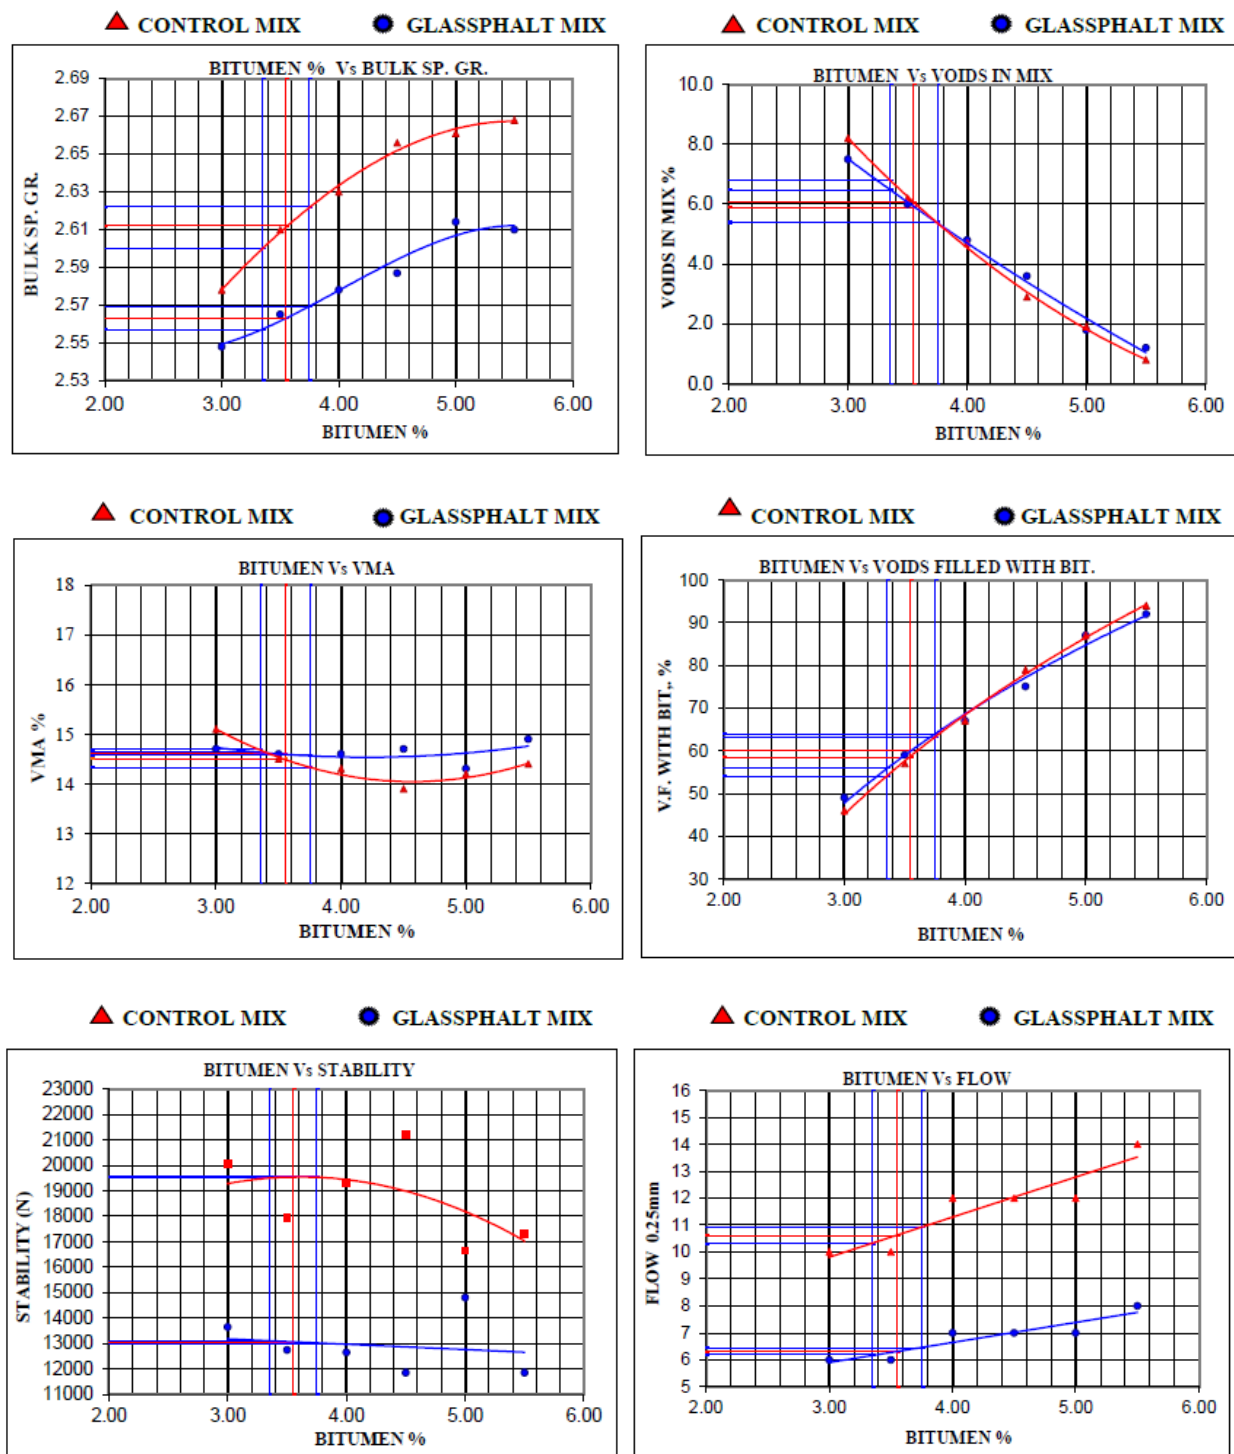 CONTROL MIX GLASSPHALT MIX
BITUMEN % Vs BULK SP. GR.
BULK SP. GR.
2.69
2.67
2.65
2.63
2.61
2.59
2.57
2.55
2.53
2.00 3.00 4.00 5.00 6.00
BITUMEN %
CONTROL MIX GLASSPHALT MIX
BITUMEN Vs VOIDS IN MIX
VOIDS IN MIX %
10.0
8.0
6.0
4.0
2.0
0.0
2.00 3.00 4.00 5.00 6.00
BITUMEN %
CONTROL MIX GLASSPHALT MIX
BITUMEN Vs VMA
VMA %
18
17
16
15
14
13
12
2.00 3.00 4.00 5.00 6.00
BITUMEN %
CONTROL MIX GLASSPHALT MIX
BITUMEN Vs VOIDS FILLED WITH BIT.
V.F. WITH BIT,. %
100
90
80
70
60
50
40
30
2.00 3.00 4.00 5.00 6.00
BITUMEN %
CONTROL MIX GLASSPHALT MIX
BITUMEN Vs STABILITY
STABILITY (N)
23000
22000
21000
20000
19000
18000
17000
16000
15000
14000
13000
12000
11000
2.00 3.00 4.00 5.00 6.00
BITUMEN %
CONTROL MIX GLASSPHALT MIX
BITUMEN Vs FLOW
FLOW 0.25mm
16
15
14
13
12
11
10
9
8
7
6
5
2.00 3.00 4.00 5.00 6.00
BITUMEN %